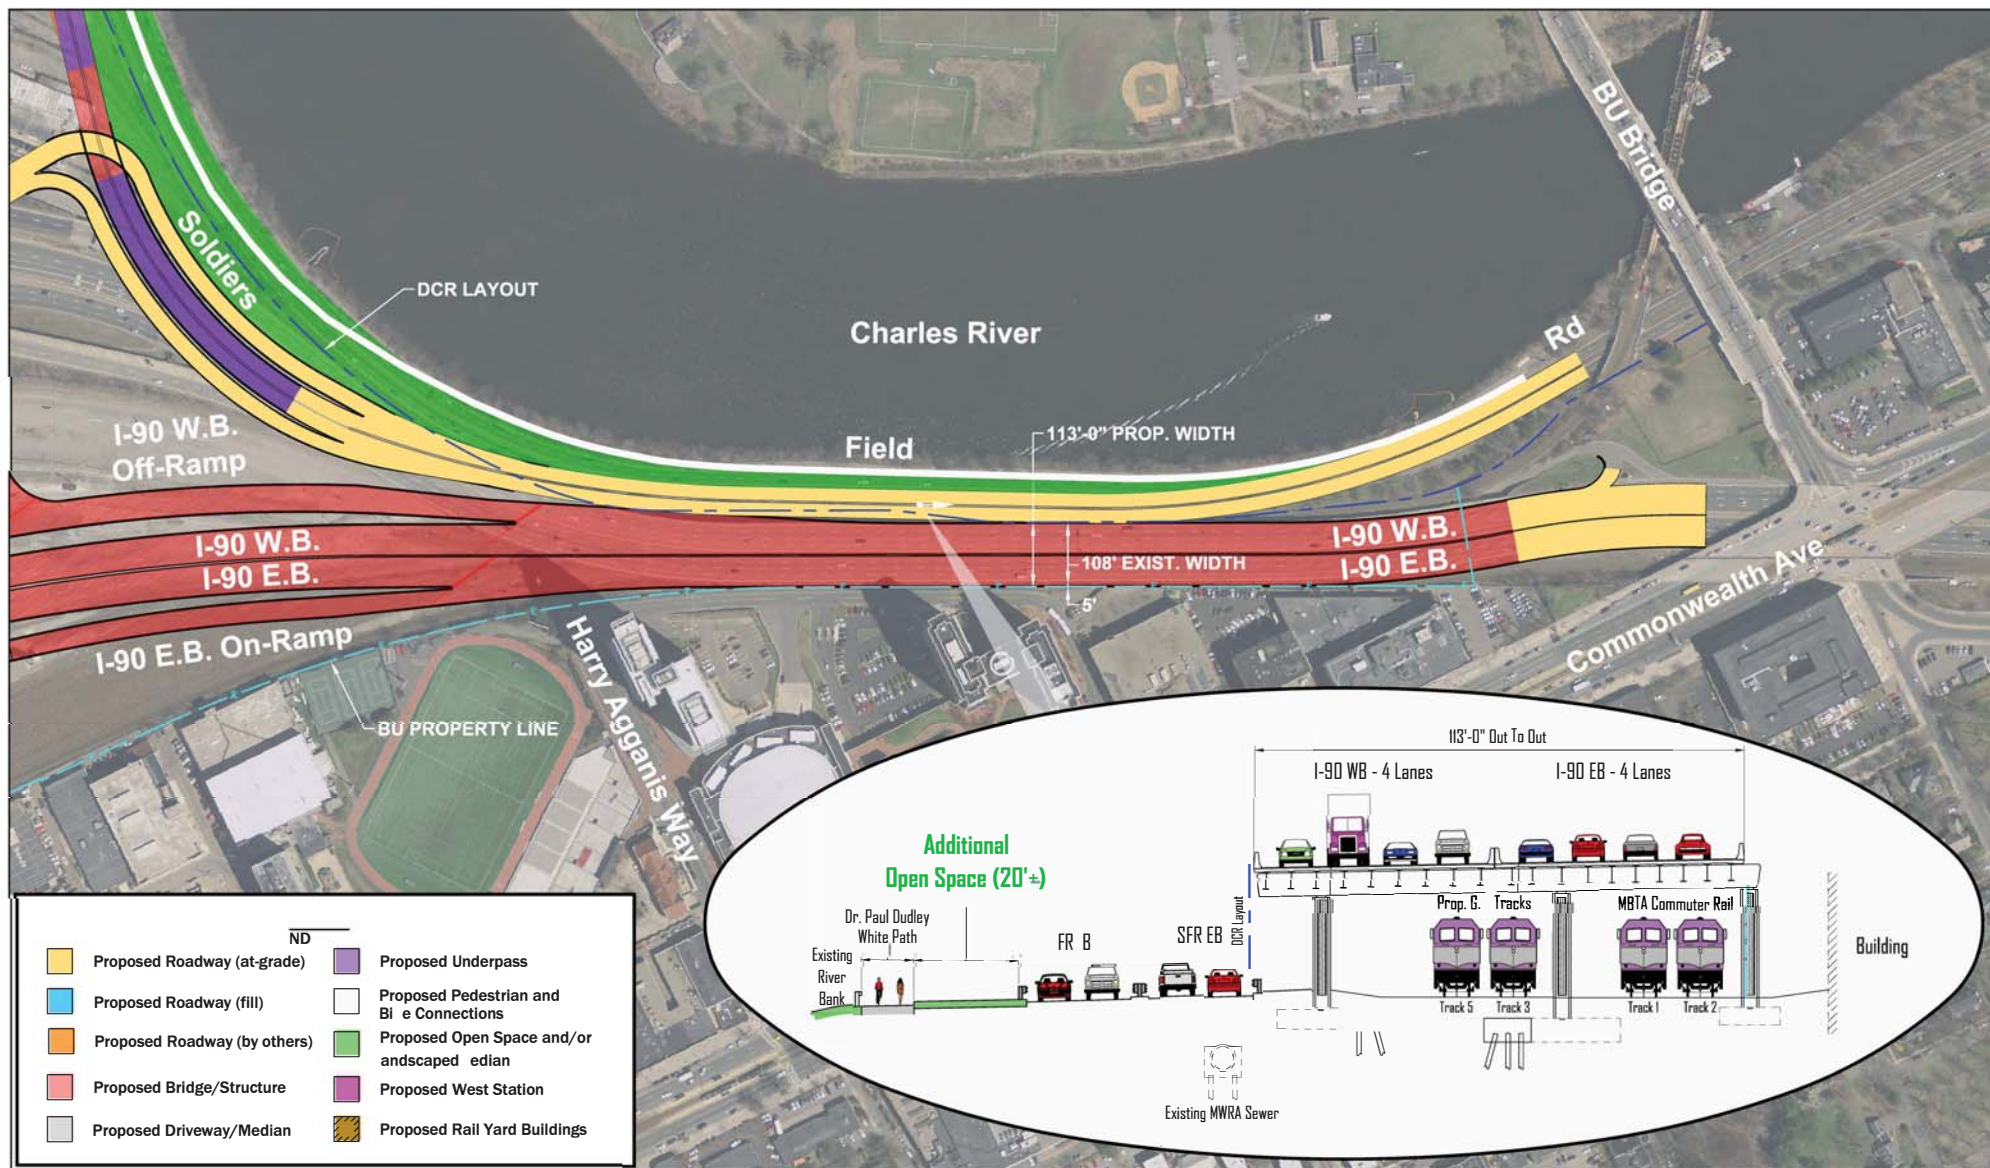 BU Bridge
Soldiers
DCR LAYOUT
Charles River
Rd
I-90 W.B.
Off-Ramp
Field
113'-0" PROP. WIDTH
I-90 W.B.
I-90 E.B.
I-90 W.B.
I-90 E.B.
108' EXIST. WIDTH
5'
I-90 E.B. On-Ramp
Harry Agganis Way
Commonwealth Ave
BU PROPERTY LINE
113'-0" Out To Out
I-90 WB - 4 Lanes
I-90 EB - 4 Lanes
Additional
Open Space (20'±)
Dr. Paul Dudley
White Path
Existing
River
Bank
FR B
SFR EB
DCR Layout
Prop. G. Tracks
MBTA Commuter Rail
Building
Track 5
Track 3
Track 1
Track 2
Existing MWRA Sewer
ND
Proposed Roadway (at-grade)
Proposed Roadway (fill)
Proposed Roadway (by others)
Proposed Bridge/Structure
Proposed Driveway/Median
Proposed Underpass
Proposed Pedestrian and
Bi e Connections
Proposed Open Space and/or
andscaped edian
Proposed West Station
Proposed Rail Yard Buildings